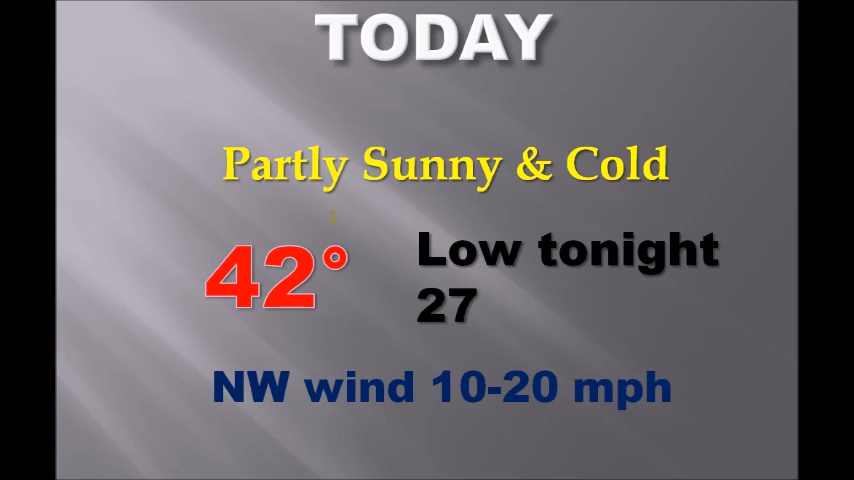 TODAY
Partly Sunny & Cold
42°
Low tonight
27
NW wind 10-20 mph